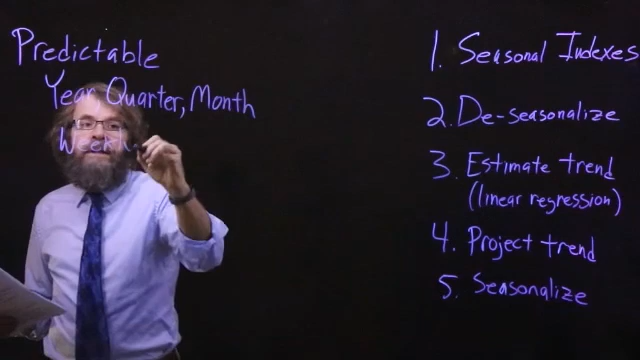 Predictable
Year Quarter, Month
Week
1. Seasonal Indexes
2. De-seasonalize
3. Estimate trend
(linear regression)
4. Project trend
5. Seasonalize